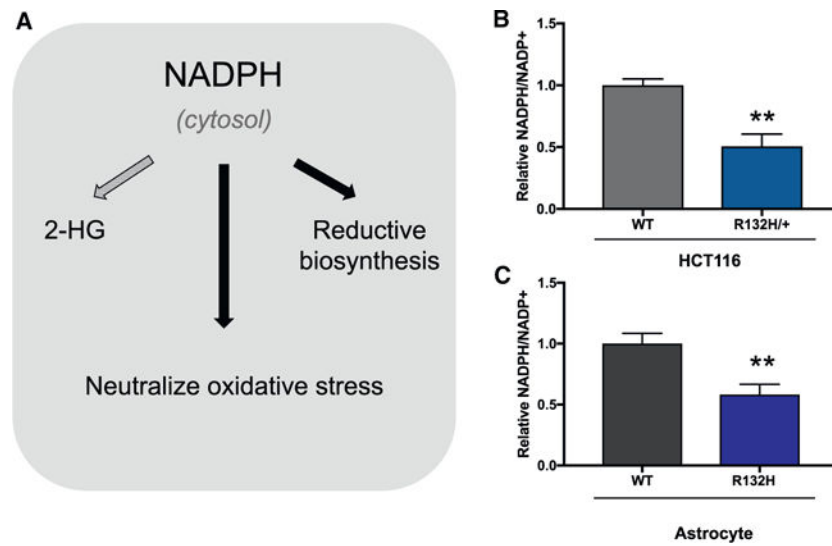 A
NADPH
(cytosol)
2-HG
Reductive
biosynthesis
Neutralize oxidative stress
B
Relative NADPH/NADP+
1.5
1.0
0.5
0.0
**
WT
R132H/+
HCT116
C
Relative NADPH/NADP+
1.5
1.0
0.5
0.0
**
WT
R132H
Astrocyte